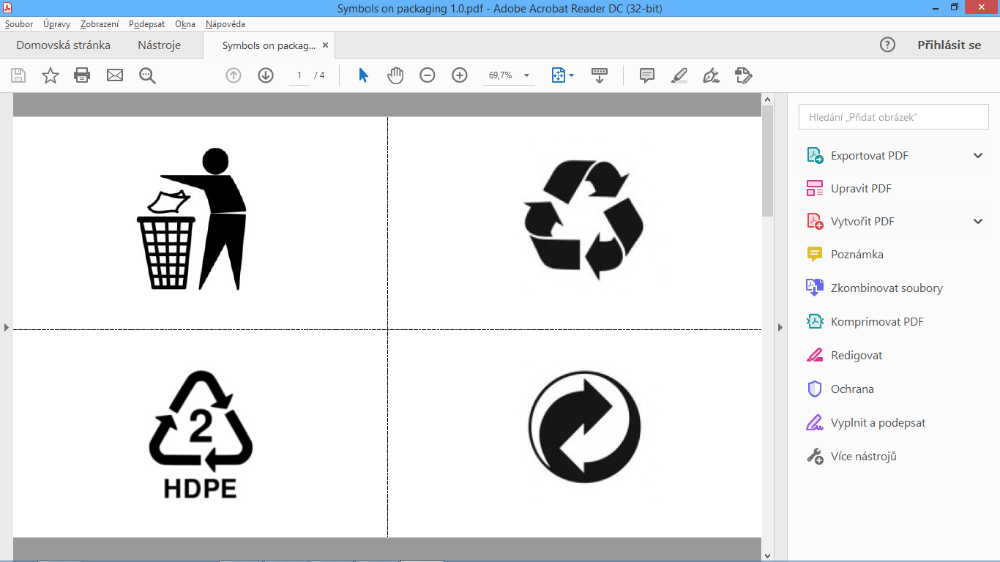 Symbols on packaging 1.0.pdf - Adobe Acrobat Reader DC (32-bit)
Soubor Úpravy Zobrazení Podepsat Okna Nápověda
Domovská stránka Nástroje Symbols on packag... × ? Přihlásit se
1 / 4 69,7%
Hledání „Přidat obrázek“
Exportovat PDF
Upravit PDF
Vytvořit PDF
Poznámka
Zkombinovat soubory
Komprimovat PDF
Redigovat
Ochrana
Vyplnit a podepsat
Více nástrojů
2
HDPE